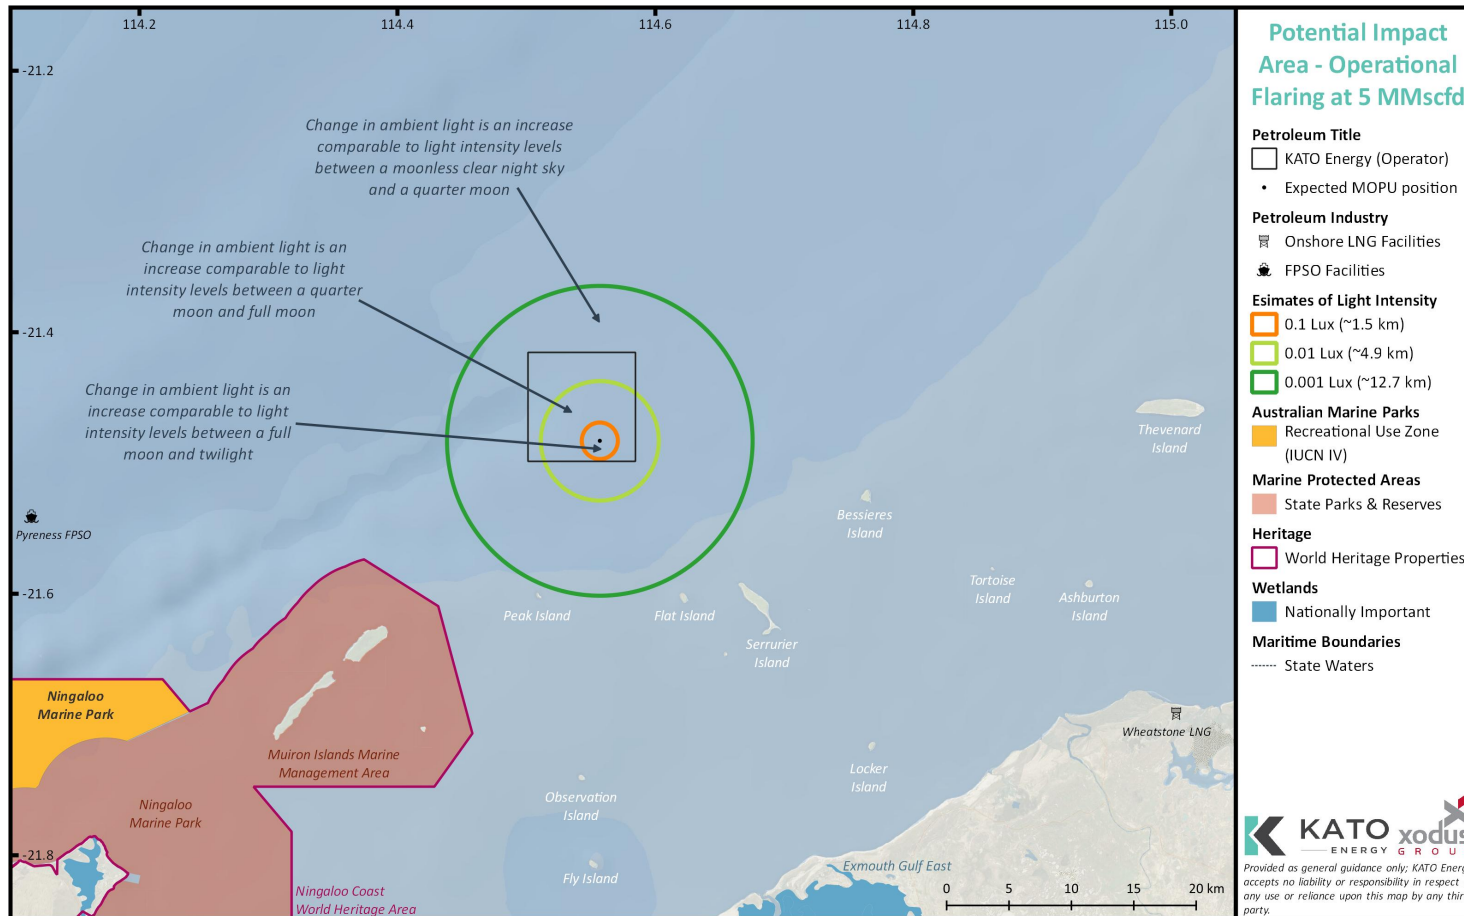 114.2
114.4
114.6
114.8
115.0
-21.2
-21.4
-21.6
-21.8
Change in ambient light is an increase
comparable to light intensity levels
between a moonless clear night sky
and a quarter moon
Change in ambient light is an
increase comparable to light
intensity levels between a quarter
moon and full moon
Change in ambient light is an
increase comparable to light
intensity levels between a full
moon and twilight
Pyreness FPSO
Thevenard
Island
Bessieres
Island
Tortoise
Island
Ashburton
Island
Peak Island
Flat Island
Serrurier
Island
Ningaloo
Marine Park
Muiron Islands Marine
Management Area
Wheatstone LNG
Locker
Island
Observation
Island
Ningaloo
Marine Park
Fly Island
Exmouth Gulf East
Ningaloo Coast
World Heritage Area
0 5 10 15 20 km
Potential Impact
Area - Operational
Flaring at 5 MMscfd
Petroleum Title
KATO Energy (Operator)
Expected MOPU position
Petroleum Industry
Onshore LNG Facilities
FPSO Facilities
Esimates of Light Intensity
0.1 Lux (~1.5 km)
0.01 Lux (~4.9 km)
0.001 Lux (~12.7 km)
Australian Marine Parks
Recreational Use Zone
(IUCN IV)
Marine Protected Areas
State Parks & Reserves
Heritage
World Heritage Properties
Wetlands
Nationally Important
Maritime Boundaries
State Waters
KATO
ENERGY
xodus
GROU
Provided as general guidance only; KATO Energ
accepts no liability or responsibility in respect
any use or reliance upon this map by any thir
party.